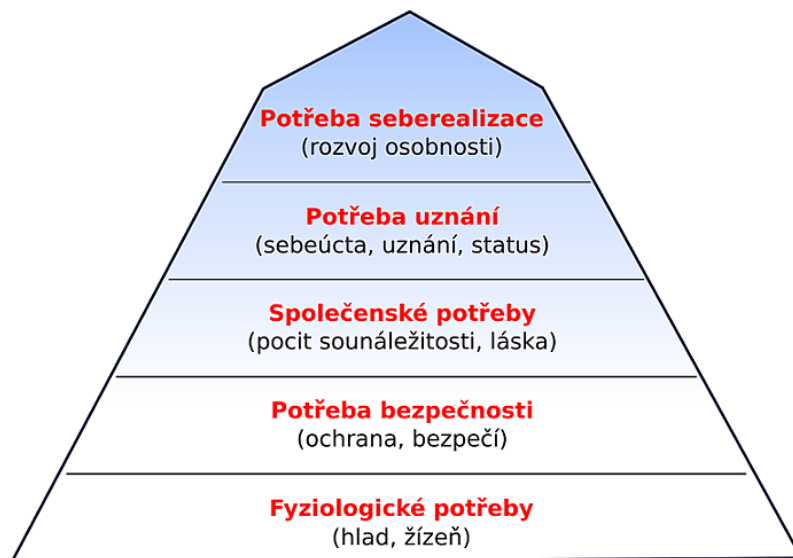 Potřeba seberealizace
(rozvoj osobnosti)
Potřeba uznání
(sebeúcta, uznání, status)
Společenské potřeby
(pocit sounáležitosti, láska)
Potřeba bezpečnosti
(ochrana, bezpečí)
Fyziologické potřeby
(hlad, žízeň)